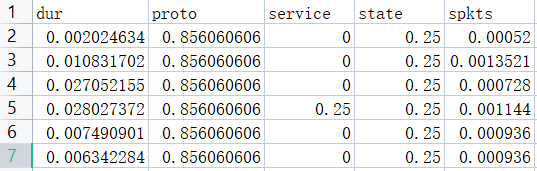 1 dur proto service state spkts
2 0.002024634 0.856060606 0 0.25 0.00052
3 0.010831702 0.856060606 0 0.25 0.0013521
4 0.027052155 0.856060606 0 0.25 0.000728
5 0.028027372 0.856060606 0.25 0.25 0.001144
6 0.007490901 0.856060606 0 0.25 0.000936
7 0.006342284 0.856060606 0 0.25 0.000936